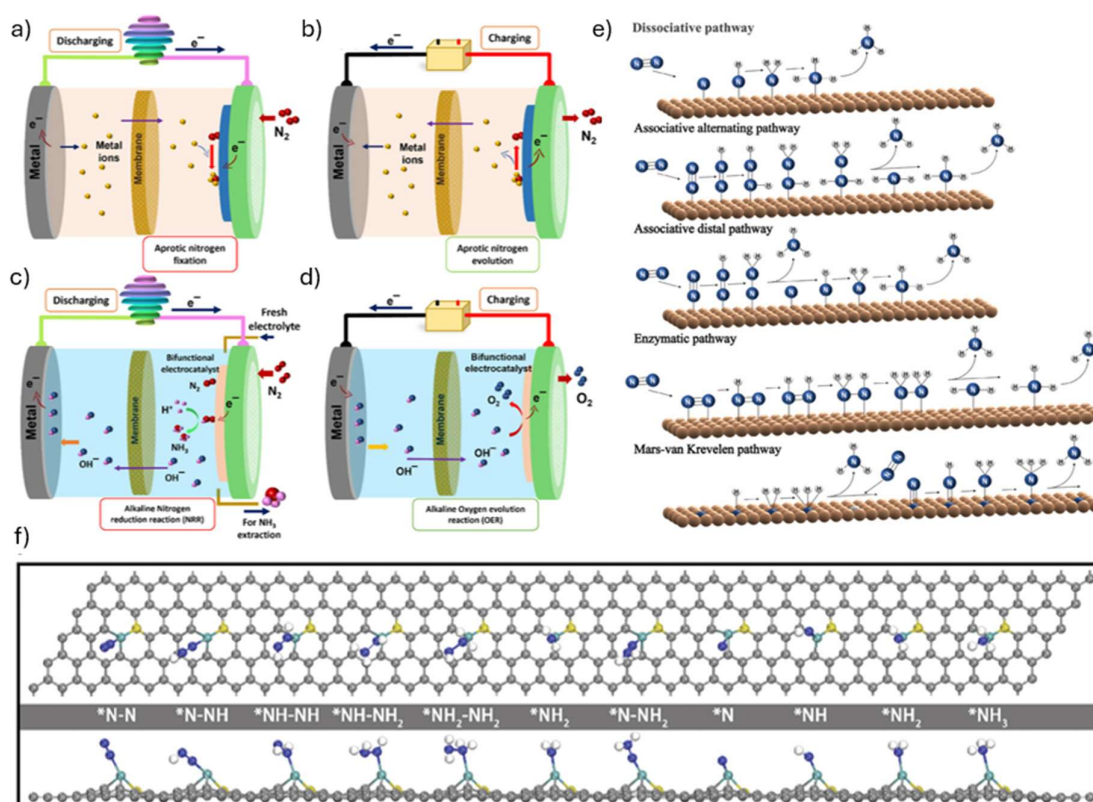 a)
Discharging
e−
e−
Metal
Metal
ions
Membrane
e−
N2
Aprotic nitrogen
fixation
b)
e−
Charging
e−
Metal
Metal
ions
Membrane
e−
N2
Aprotic nitrogen
evolution
c)
Discharging
e−
Fresh
electrolyte
Bifunctional
electrocatalyst
e−
Metal
Membrane
N2
H+
NH3
e−
N2
OH−
OH−
Alkaline Nitrogen
reduction reaction (NRR)
For NH3
extraction
d)
e−
Charging
Bifunctional
electrocatalyst
e−
Metal
Membrane
O2
e−
O2
OH−
OH−
Alkaline Oxygen evolution
reaction (OER)
e)
Dissociative pathway
Associative alternating pathway
Associative distal pathway
Enzymatic pathway
Mars-van Krevelen pathway
f)
*N-N *N-NH *NH-NH *NH-NH2 *NH2-NH2 *NH2 *N-NH2 *N *NH *NH2 *NH3